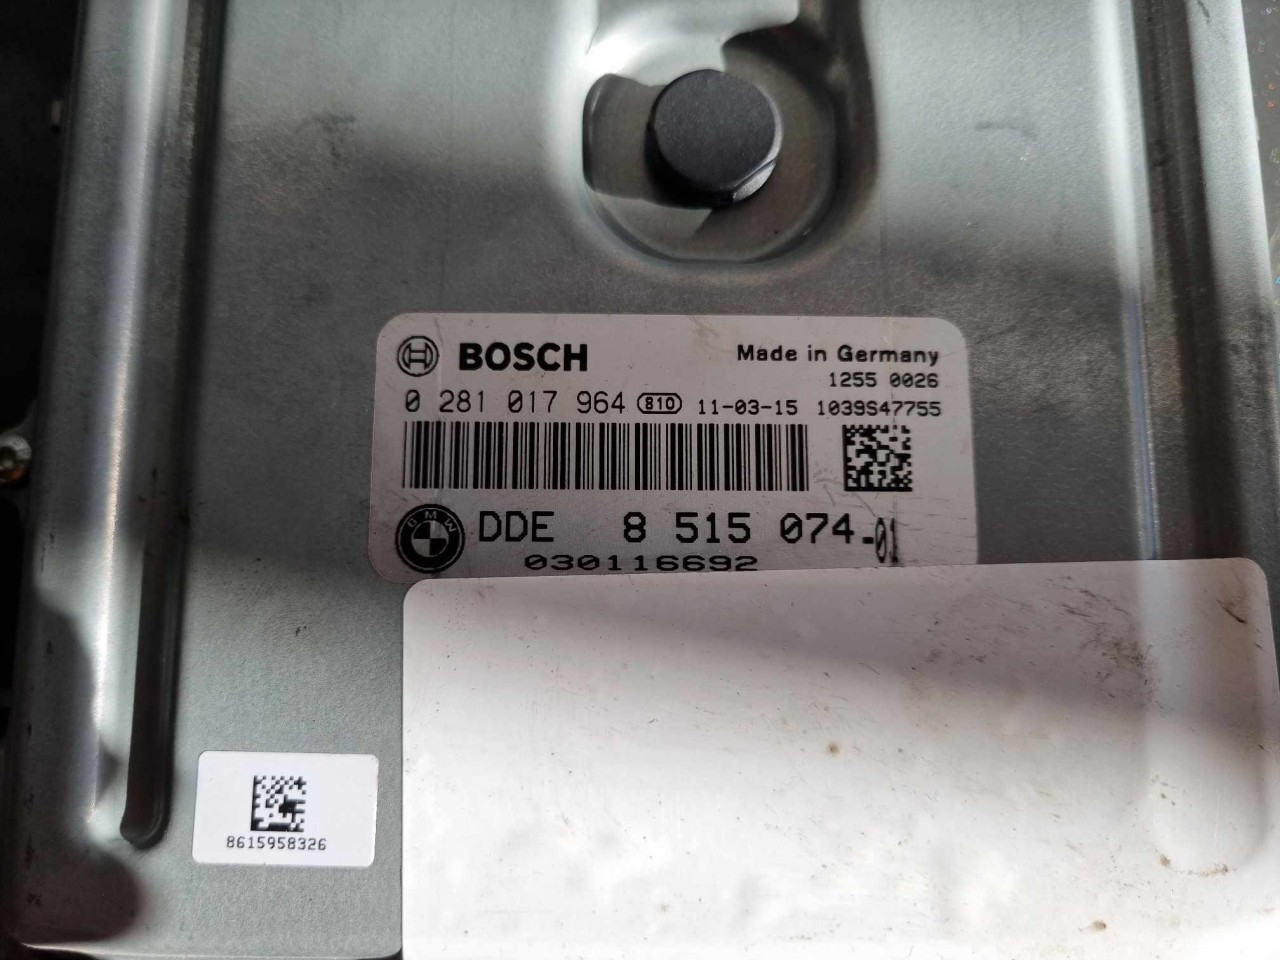 BOSCH Made in Germany
1255 0026
0 281 017 964 810 11-03-15 1039S47755
BMW DDE 8 515 074-01
030116692
8615958326